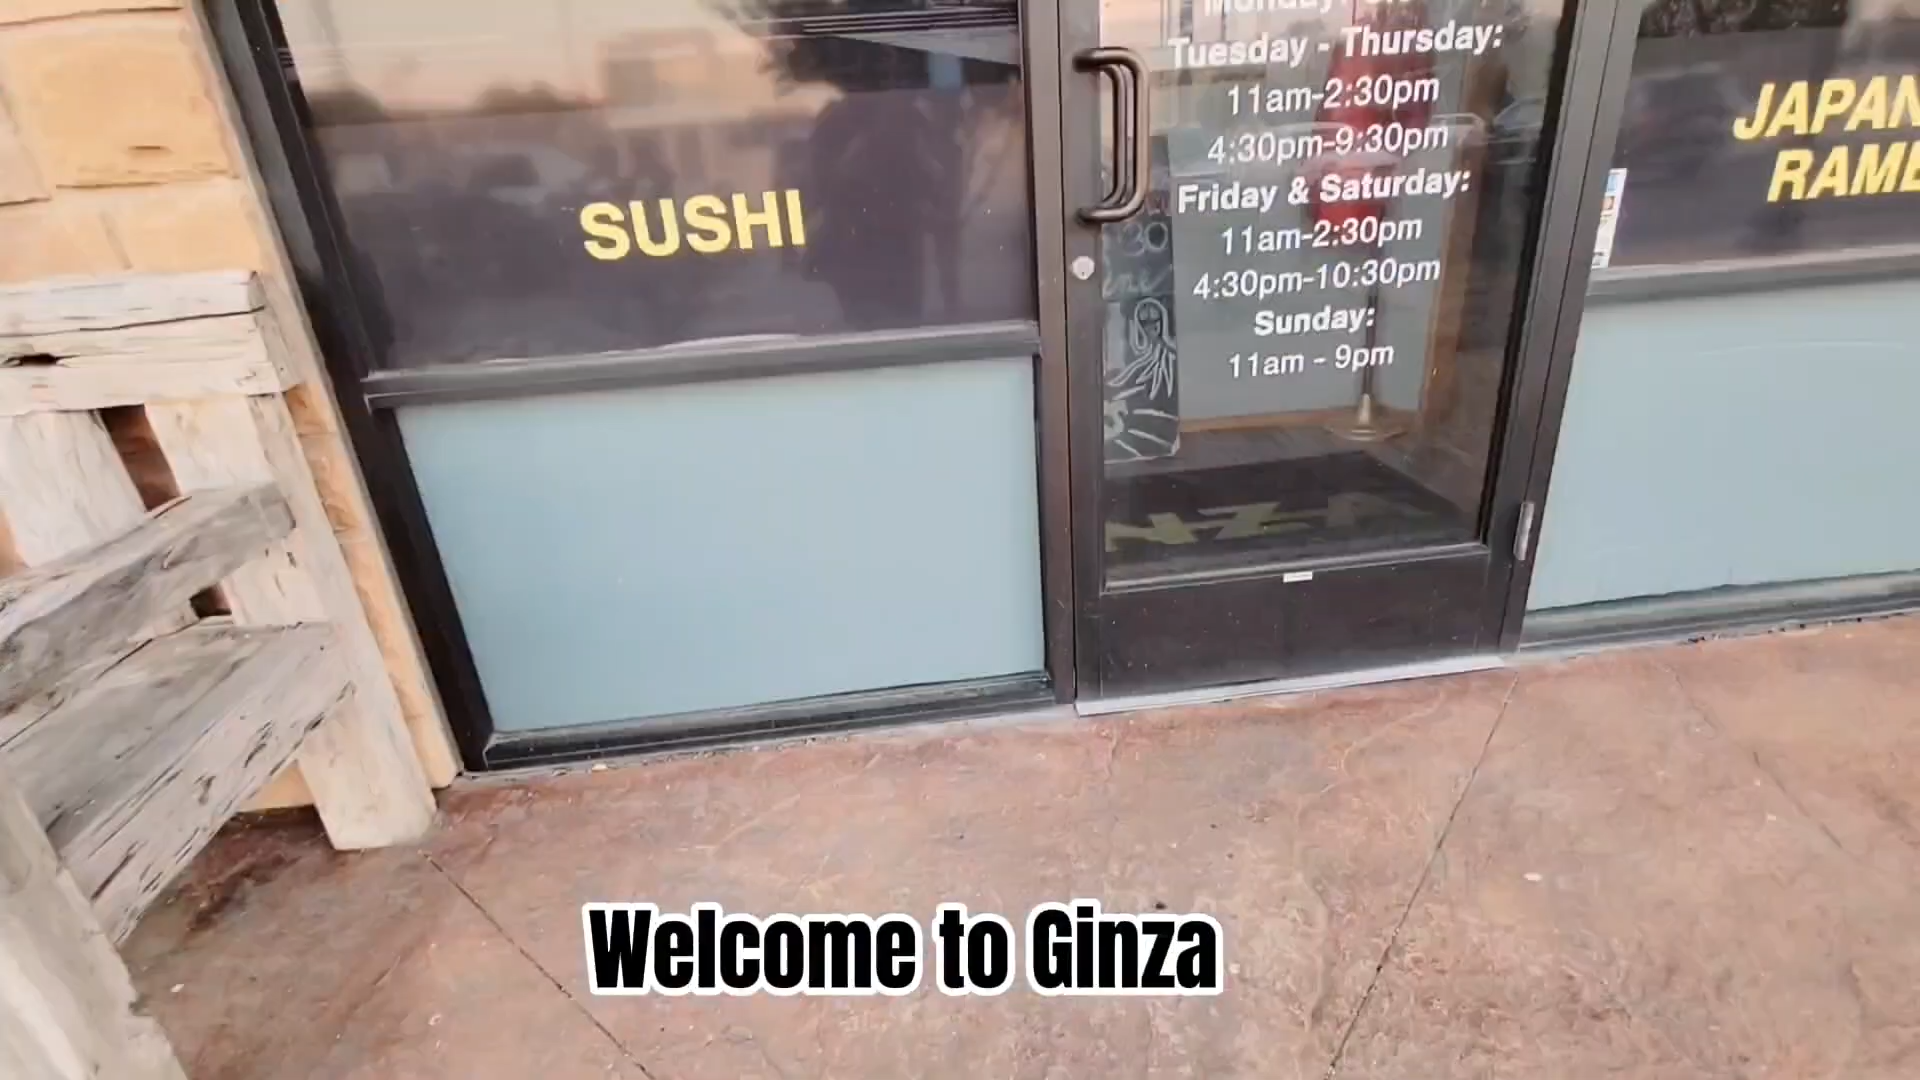 Monday:
Tuesday - Thursday:
11am-2:30pm
4:30pm-9:30pm
Friday & Saturday:
11am-2:30pm
4:30pm-10:30pm
Sunday:
11am - 9pm
SUSHI
JAPAN
RAME
Welcome to Ginza